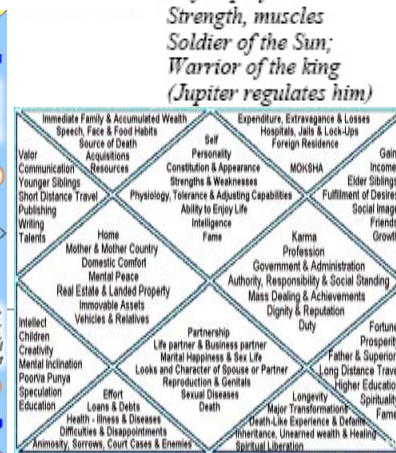 Strength, muscles
Soldier of the Sun;
Warrior of the king
(Jupiter regulates him)
Immediate Family & Accumulated Wealth
Speech, Face & Food Habits
Source of Death
Acquisitions
Resources
Expenditure, Extravagance & Losses
Hospitals, Jails & Lock-Ups
Foreign Residence
MOKSHA
Self
Personality
Constitution & Appearance
Strengths & Weaknesses
Physiology, Tolerance & Adjusting Capabilities
Ability to Enjoy Life
Intelligence
Fame
Valor
Communication
Younger Siblings
Short Distance Travel
Publishing
Writing
Talents
Gain
Income
Elder Siblings
Fulfillment of Desires
Social Image
Friends
Growth
Home
Mother & Mother Country
Domestic Comfort
Mental Peace
Real Estate & Landed Property
Immovable Assets
Vehicles & Relatives
Karma
Profession
Government & Administration
Authority, Responsibility & Social Standing
Mass Dealing & Achievements
Dignity & Reputation
Duty
Intellect
Children
Creativity
Mental Inclination
Poorva Punya
Speculation
Education
Partnership
Life partner & Business partner
Marital Happiness & Sex Life
Looks and Character of Spouse or Partner
Reproduction & Genitals
Sexual Diseases
Death
Fortune
Prosperity
Father & Superior
Long Distance Travel
Higher Education
Spirituality
Fame
Effort
Loans & Debts
Health - Illness & Diseases
Difficulties & Disappointments
Animosity, Sorrows, Court Cases & Enemies
Longevity
Major Transformations
Death-Like Experience &
Inheritance, Unearned wealth & Healing
Spiritual Liberation